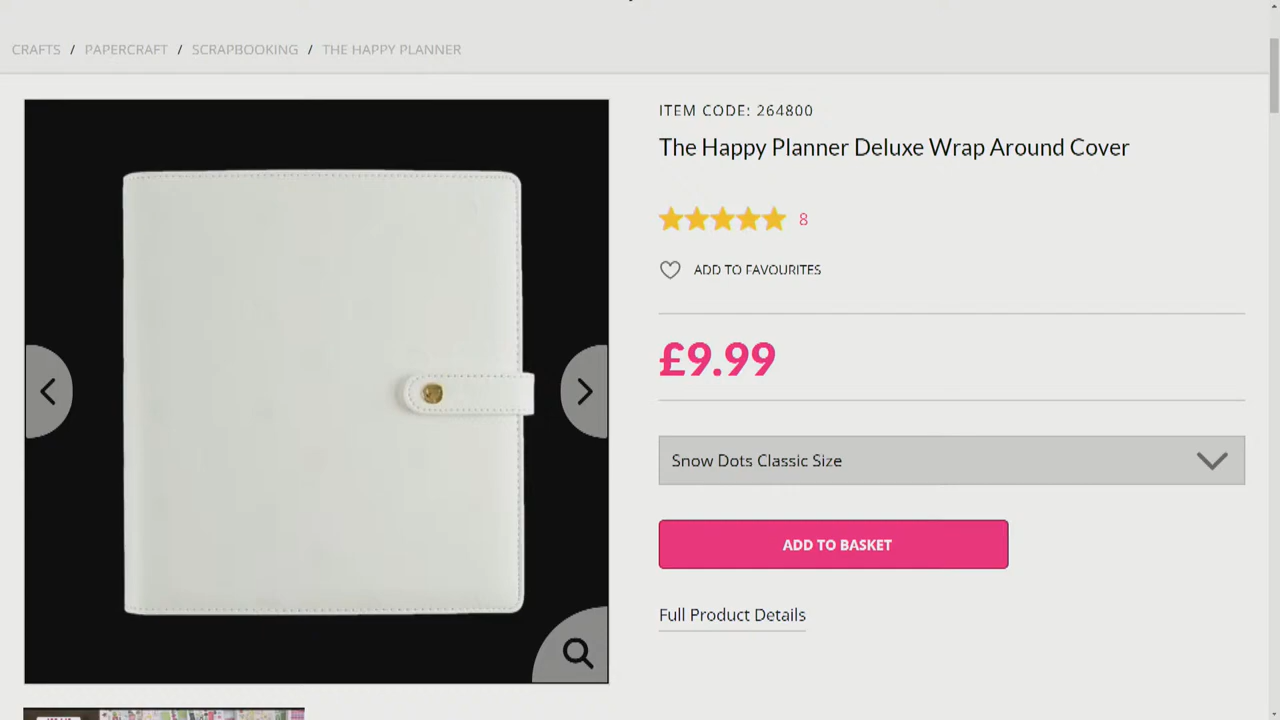 CRAFTS / PAPERCRAFT / SCRAPBOOKING / THE HAPPY PLANNER
ITEM CODE: 264800
The Happy Planner Deluxe Wrap Around Cover
8
ADD TO FAVOURITES
£9.99
Snow Dots Classic Size
ADD TO BASKET
Full Product Details